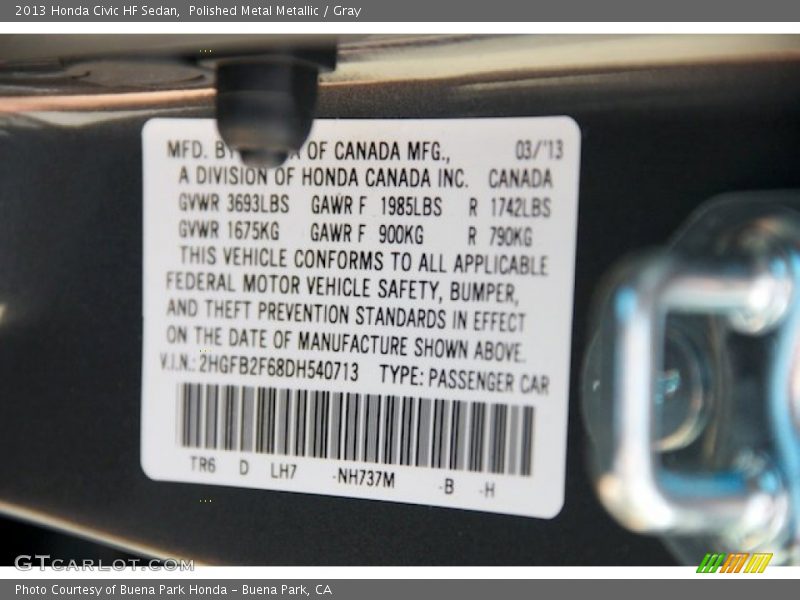 2013 Honda Civic HF Sedan, Polished Metal Metallic / Gray
MFD. BY OF CANADA MFG., 03/'13
A DIVISION OF HONDA CANADA INC. CANADA
GVWR 3693LBS GAWR F 1985LBS R 1742LBS
GVWR 1675KG GAWR F 900KG R 790KG
THIS VEHICLE CONFORMS TO ALL APPLICABLE
FEDERAL MOTOR VEHICLE SAFETY, BUMPER,
AND THEFT PREVENTION STANDARDS IN EFFECT
ON THE DATE OF MANUFACTURE SHOWN ABOVE.
V.I.N.: 2HGFB2F68DH540713 TYPE: PASSENGER CAR
TR6 D LH7 -NH737M -B -H
GTCARLOT.COM
Photo Courtesy of Buena Park Honda - Buena Park, CA